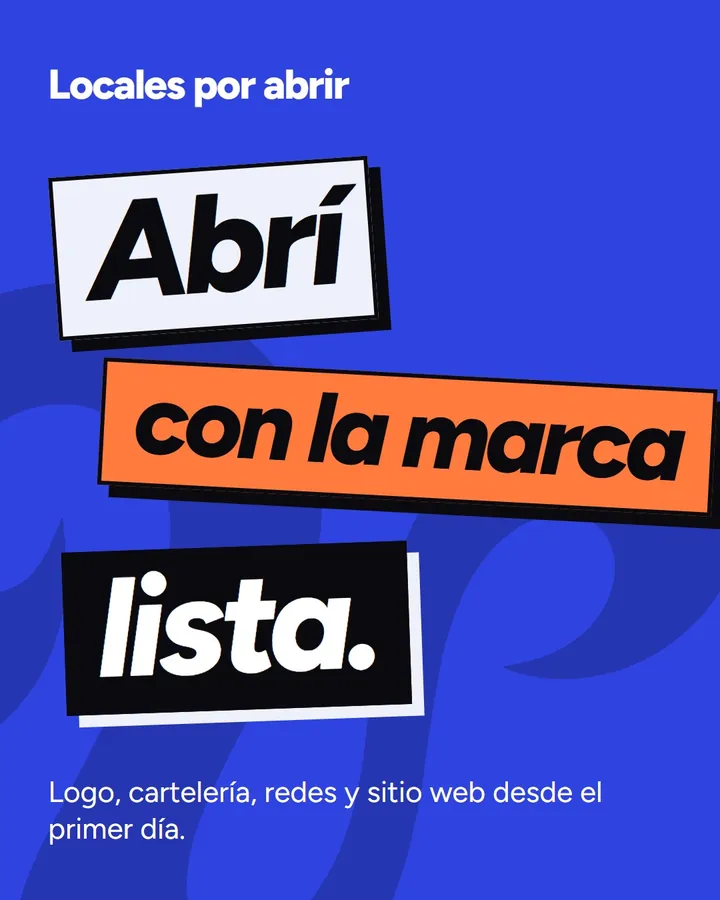 Locales por abrir
Abrí
con la marca
lista.
Logo, cartelería, redes y sitio web desde el
primer día.